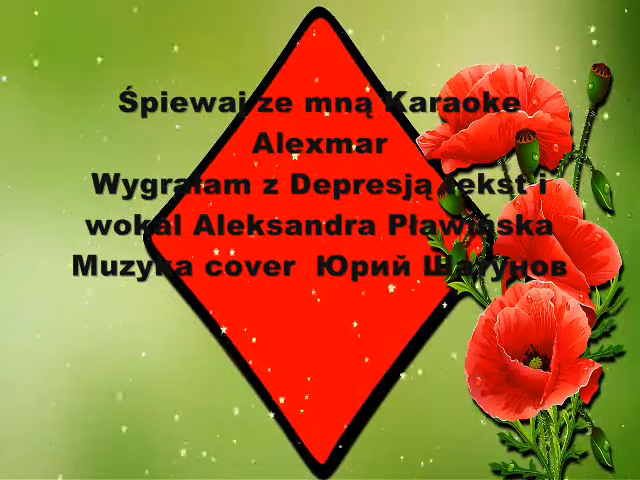 Śpiewaj ze mną Karaoke
Alexmar
Wygrałam z Depresją tekst i
wokal Aleksandra Pławińska
Muzyka cover Юрий Шатунов